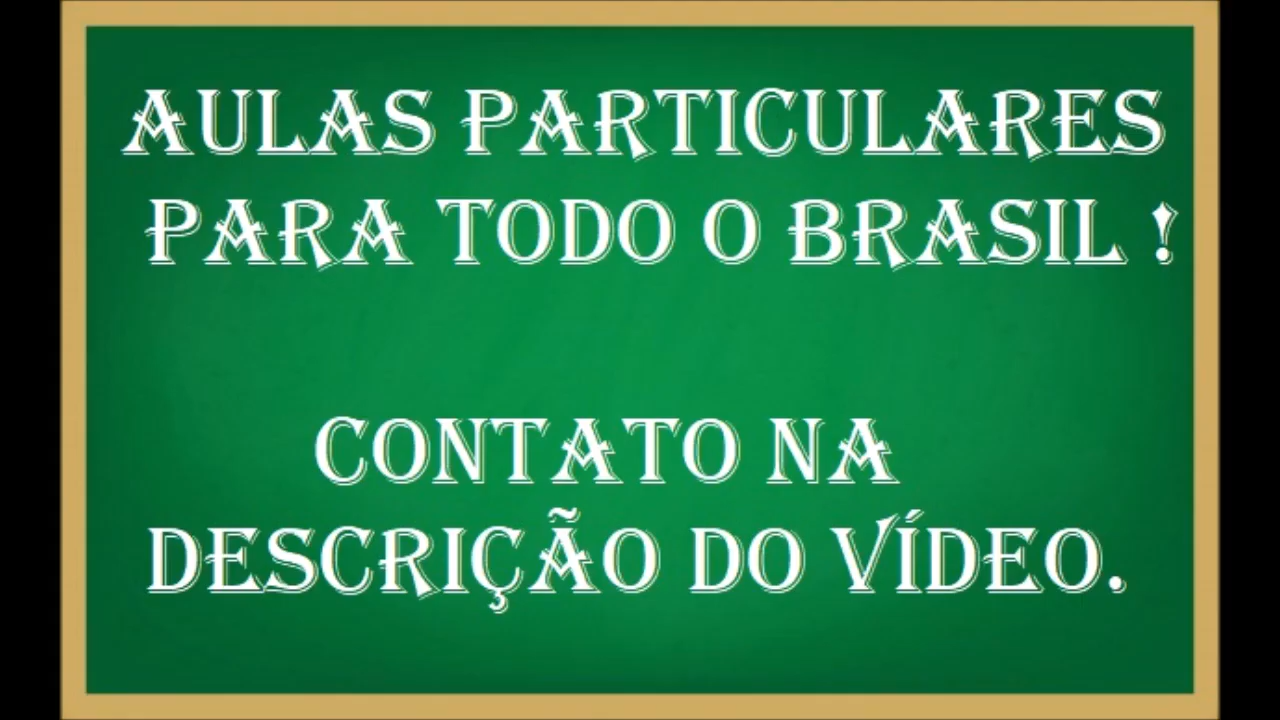 AULAS PARTICULARES
PARA TODO O BRASIL !
CONTATO NA
DESCRIÇÃO DO VÍDEO.